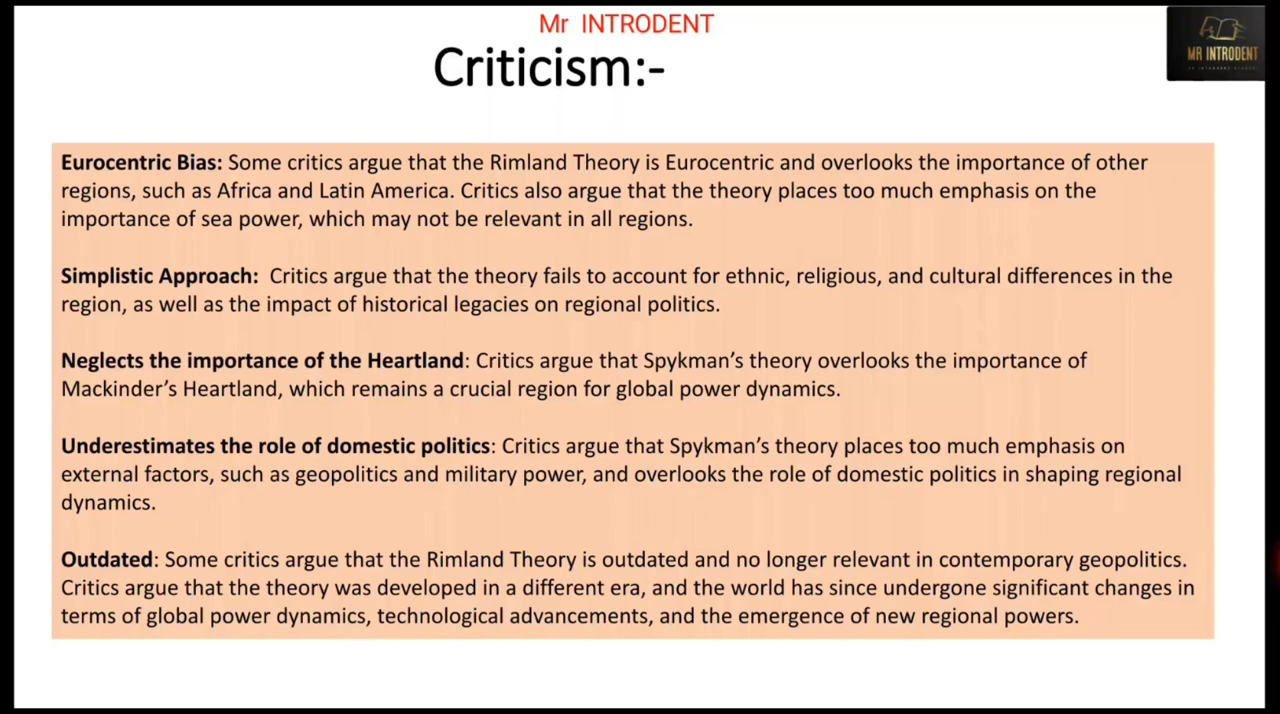 Mr INTRODENT
Criticism:-
MR INTRODENT
Eurocentric Bias: Some critics argue that the Rimland Theory is Eurocentric and overlooks the importance of other
regions, such as Africa and Latin America. Critics also argue that the theory places too much emphasis on the
importance of sea power, which may not be relevant in all regions.
Simplistic Approach:  Critics argue that the theory fails to account for ethnic, religious, and cultural differences in the
region, as well as the impact of historical legacies on regional politics.
Neglects the importance of the Heartland: Critics argue that Spykman’s theory overlooks the importance of
Mackinder’s Heartland, which remains a crucial region for global power dynamics.
Underestimates the role of domestic politics: Critics argue that Spykman’s theory places too much emphasis on
external factors, such as geopolitics and military power, and overlooks the role of domestic politics in shaping regional
dynamics.
Outdated: Some critics argue that the Rimland Theory is outdated and no longer relevant in contemporary geopolitics.
Critics argue that the theory was developed in a different era, and the world has since undergone significant changes in
terms of global power dynamics, technological advancements, and the emergence of new regional powers.